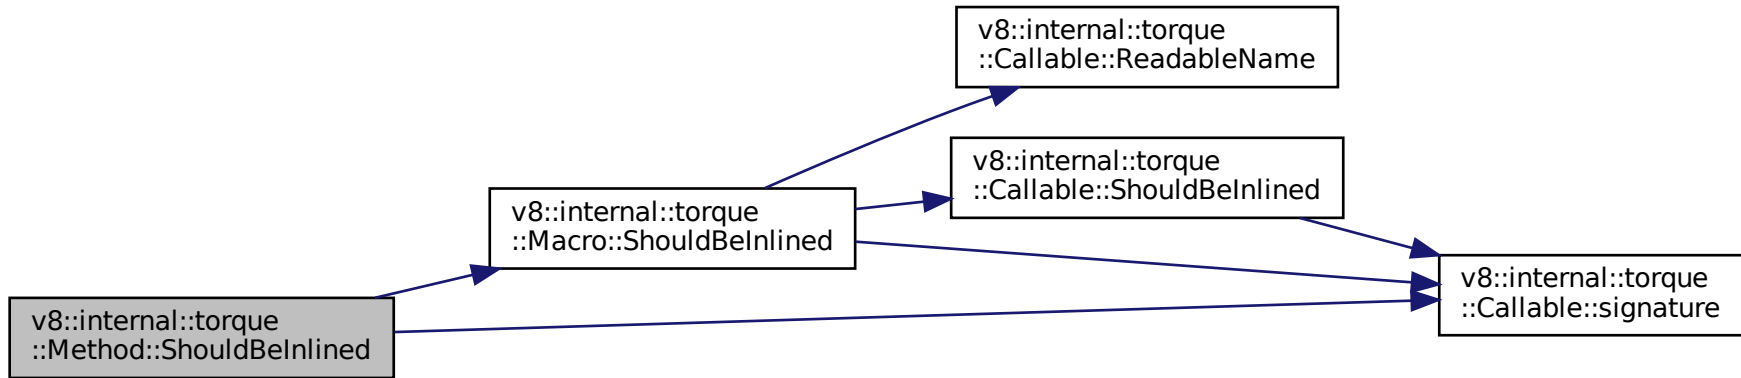 v8::internal::torque
::Callable::ReadableName
v8::internal::torque
::Callable::ShouldBeInlined
v8::internal::torque
::Macro::ShouldBeInlined
v8::internal::torque
::Callable::signature
v8::internal::torque
::Method::ShouldBeInlined